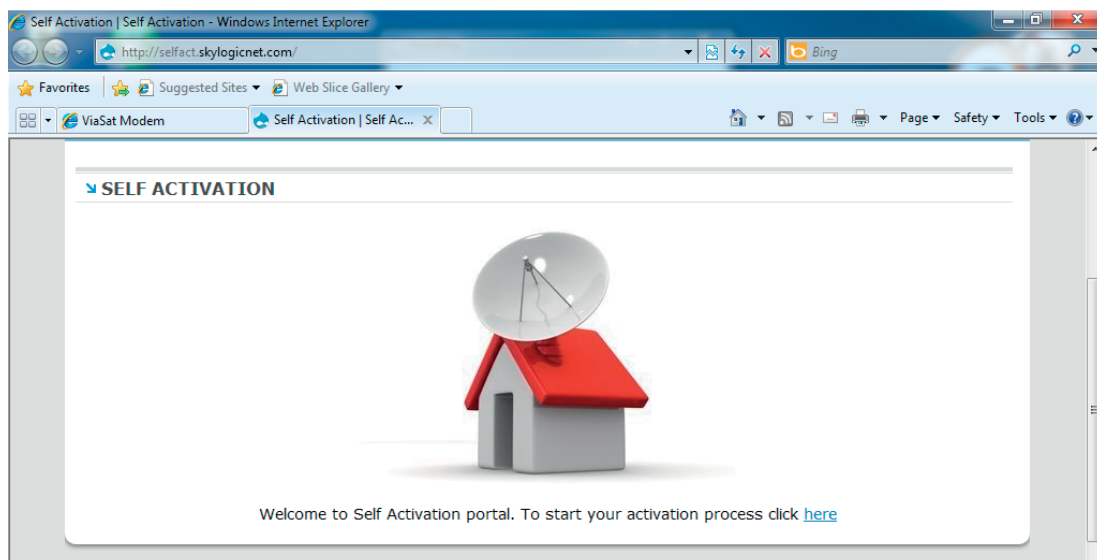 Self Activation | Self Activation - Windows Internet Explorer
http://selfact.skylogicnet.com/
Bing
Favorites Suggested Sites Web Slice Gallery
ViaSat Modem Self Activation | Self Ac... X Page Safety Tools
SELF ACTIVATION
Welcome to Self Activation portal. To start your activation process click here